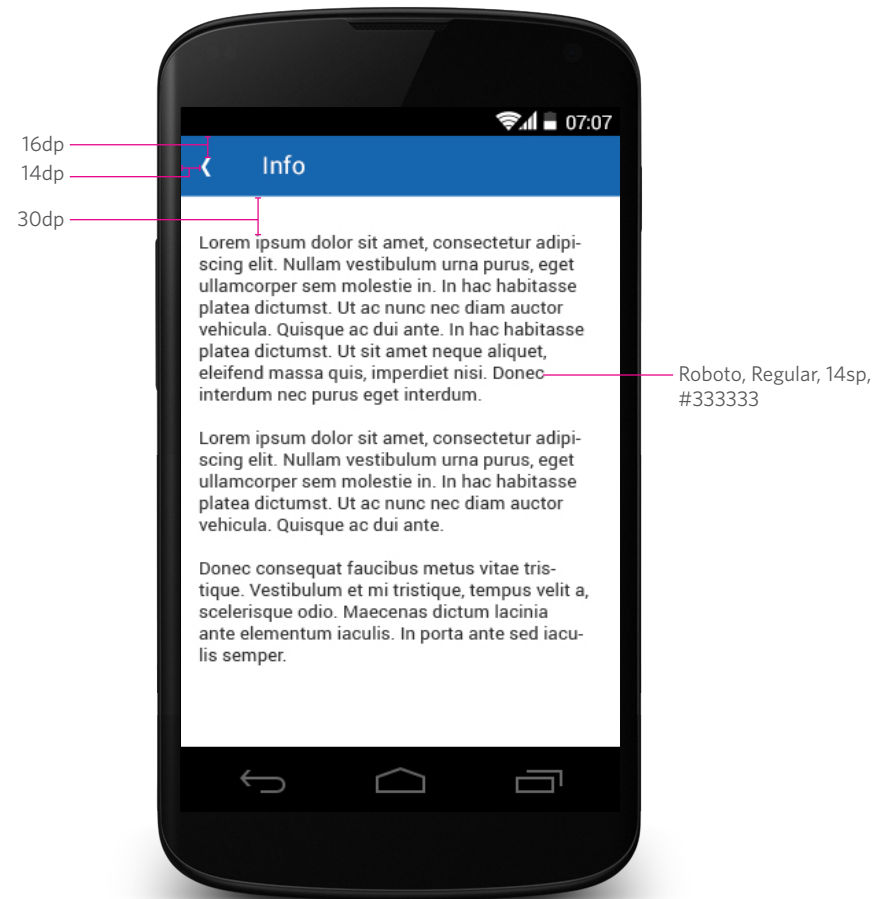 07:07
16dp
14dp
Info
30dp
Lorem ipsum dolor sit amet, consectetur adipi-
scing elit. Nullam vestibulum urna purus, eget
ullamcorper sem molestie in. In hac habitasse
platea dictumst. Ut ac nunc nec diam auctor
vehicula. Quisque ac dui ante. In hac habitasse
platea dictumst. Ut sit amet neque aliquet,
eleifend massa quis, imperdiet nisi. Donec
interdum nec purus eget interdum.
Roboto, Regular, 14sp,
#333333
Lorem ipsum dolor sit amet, consectetur adipi-
scing elit. Nullam vestibulum urna purus, eget
ullamcorper sem molestie in. In hac habitasse
platea dictumst. Ut ac nunc nec diam auctor
vehicula. Quisque ac dui ante.
Donec consequat faucibus metus vitae tris-
tique. Vestibulum et mi tristique, tempus velit a,
scelerisque odio. Maecenas dictum lacinia
ante elementum iaculis. In porta ante sed iacu-
lis semper.